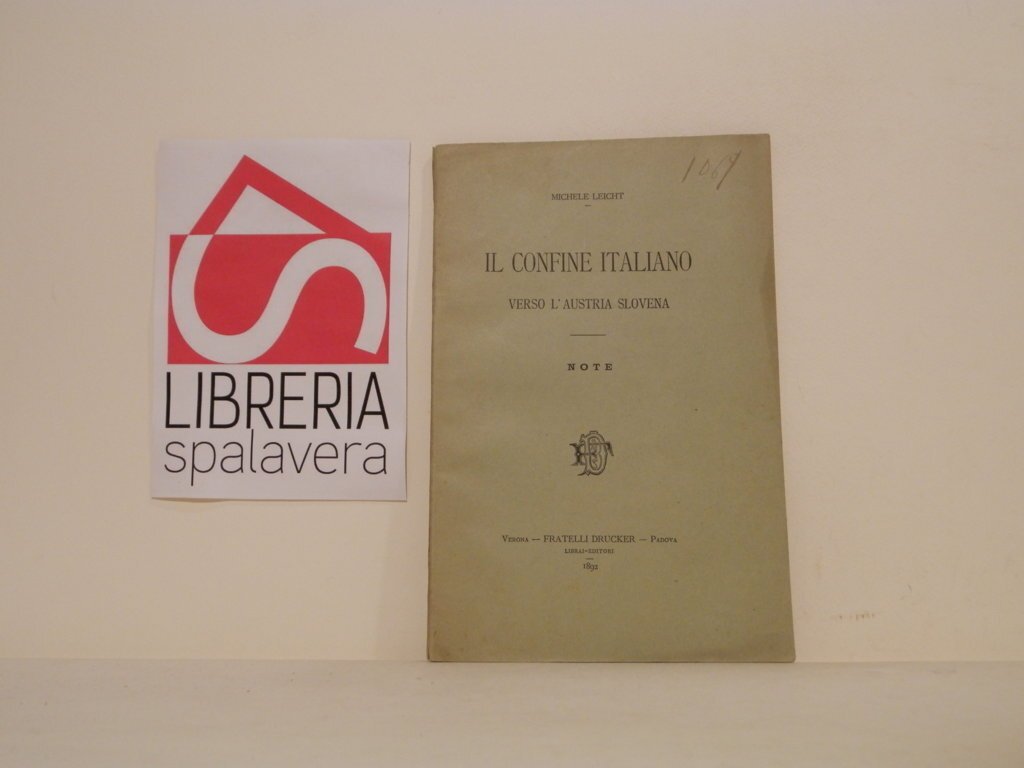 LIBRERIA
spalavera
1067
MICHELE LEICHT
IL CONFINE ITALIANO
VERSO L'AUSTRIA SLOVENA
NOTE
VERONA — FRATELLI DRUCKER — PADOVA
LIBRAI-EDITORI
1892